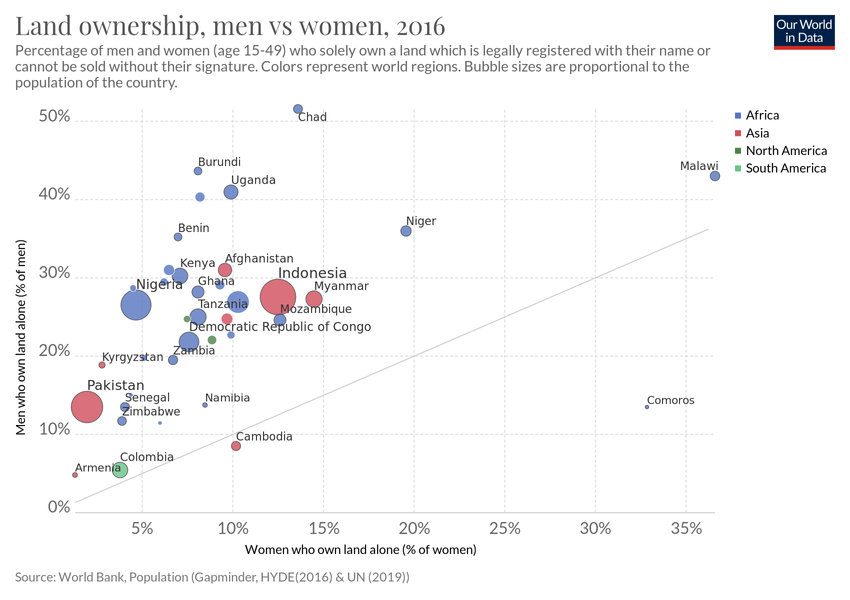 Land ownership, men vs women, 2016
Our World
in Data
Percentage of men and women (age 15-49) who solely own a land which is legally registered with their name or
cannot be sold without their signature. Colors represent world regions. Bubble sizes are proportional to the
population of the country.
50%
Chad
Africa
Asia
North America
South America
Burundi
Uganda
Malawi
40%
Niger
Benin
Kenya
Afghanistan
30%
Indonesia
Nigeria
Ghana
Myanmar
Tanzania
Mozambique
Democratic Republic of Congo
20%
Zambia
Kyrgyzstan
Pakistan
Senegal
Namibia
Comoros
Zimbabwe
10%
Cambodia
Colombia
Armenia
0%
5%
10%
15%
20%
25%
30%
35%
Men who own land alone (% of men)
Women who own land alone (% of women)
Source: World Bank, Population (Gapminder, HYDE(2016) & UN (2019))